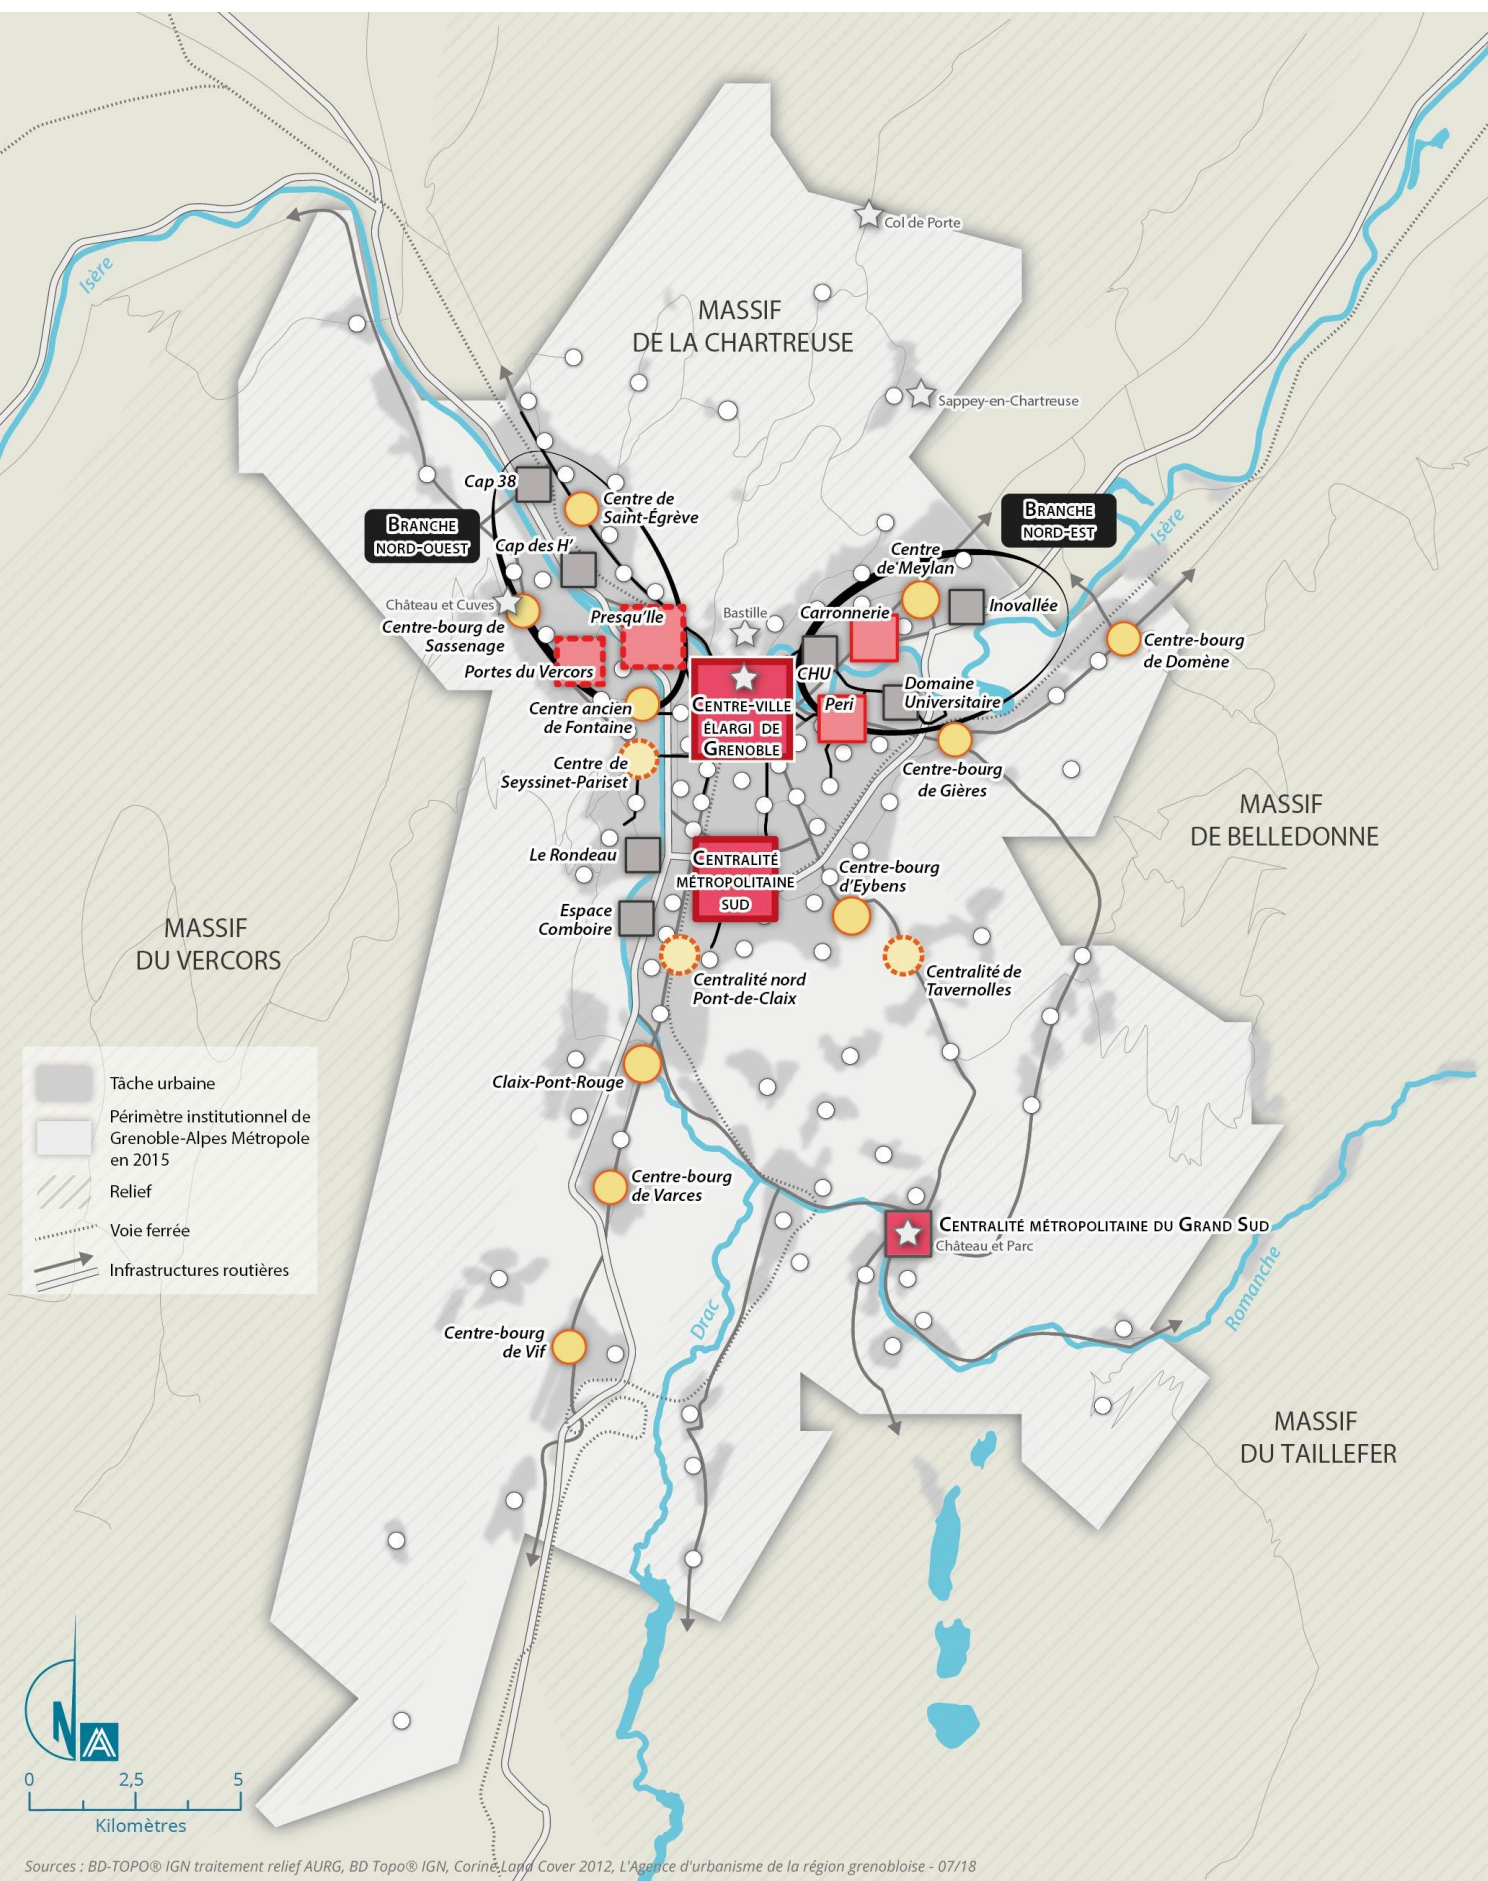 Col de Porte
Isère
MASSIF
DE LA CHARTREUSE
Sappey-en-Chartreuse
Cap 38
Centre de
Saint-Égrève
BRANCHE
NORD-OUEST
BRANCHE
NORD-EST
Isère
Cap des H'
Centre
de Meylan
Château et Cuves
Centre-bourg de
Sassenage
Presqu'Ile
Bastille
Carronnerie
Inovallée
Centre-bourg
de Domène
Portes du Vercors
CHU
Domaine
Universitaire
Peri
CENTRE-VILLE
ÉLARGI DE
GRENOBLE
Centre ancien
de Fontaine
Centre de
Seyssinet-Pariset
Centre-bourg
de Gières
MASSIF
DE BELLEDONNE
Le Rondeau
CENTRALITÉ
MÉTROPOLITAINE
SUD
Centre-bourg
d'Eybens
Espace
Comboire
MASSIF
DU VERCORS
Centralité nord
Pont-de-Claix
Centralité de
Tavernolles
Claix-Pont-Rouge
Tâche urbaine
Périmètre institutionnel de
Grenoble-Alpes Métropole
en 2015
Relief
Voie ferrée
Infrastructures routières
Centre-bourg
de Varces
CENTRALITÉ MÉTROPOLITAINE DU GRAND SUD
Château et Parc
Romanche
Drac
Centre-bourg
de Vif
MASSIF
DU TAILLEFER
N
0 2,5 5
Kilomètres
Sources : BD-TOPO® IGN traitement relief AURG, BD Topo® IGN, Corine Land Cover 2012, L'Agence d'urbanisme de la région grenobloise - 07/18